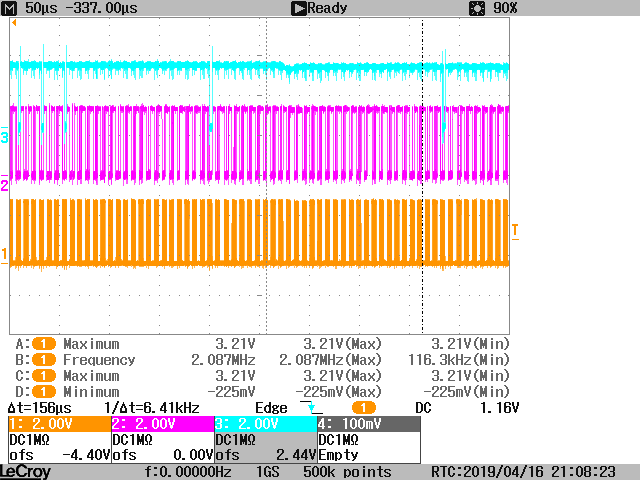 M 50µs -337.00µs Ready 90%
3
2
1
T
A: 1 Maximum 3.21V 3.21V(Max) 3.21V(Min)
B: 1 Frequency 2.087MHz 2.087MHz(Max) 116.3kHz(Min)
C: 1 Maximum 3.21V 3.21V(Max) 3.21V(Min)
D: 1 Minimum -225mV -225mV(Max) -225mV(Min)
Δt=156µs 1/Δt=6.41kHz Edge 1 DC 1.16V
1: 2.00V 2: 2.00V 3: 2.00V 4: 100mV
DC1MΩ DC1MΩ DC1MΩ DC1MΩ
ofs -4.40V ofs 0.00V ofs 2.44V Empty
LeCroy f:0.00000Hz 1GS 500k points RTC:2019/04/16 21:08:23